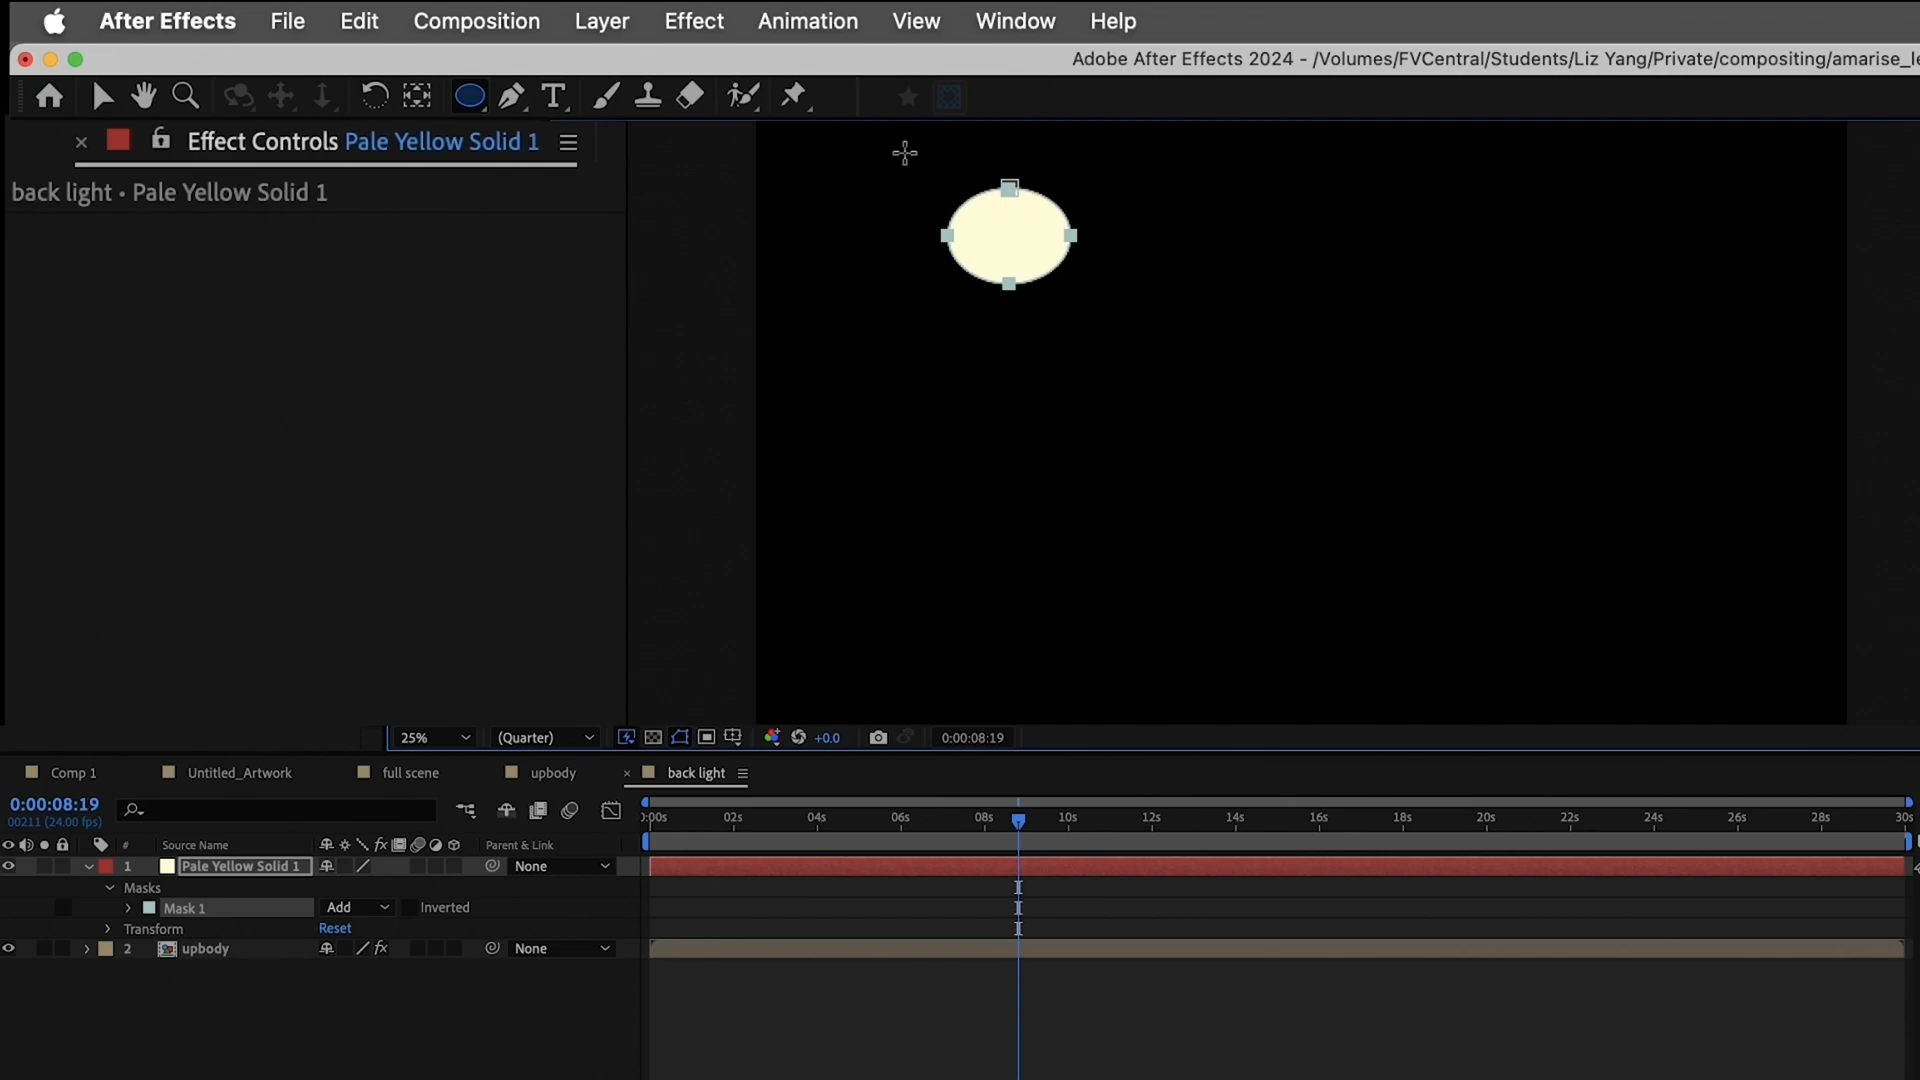 After Effects File Edit Composition Layer Effect Animation View Window Help
Adobe After Effects 2024 - /Volumes/FVCentral/Students/Liz Yang/Private/compositing/amarise_le
Effect Controls Pale Yellow Solid 1
back light • Pale Yellow Solid 1
25% (Quarter) +0.0 0:00:08:19
Comp 1 Untitled_Artwork full scene upbody × back light
0:00:08:19
00211 (24.00 fps)
):00s 02s 04s 06s 08s 10s 12s 14s 16s 18s 20s 22s 24s 26s 28s 30s
# Source Name fx Parent & Link
1 Pale Yellow Solid 1 None
Masks
Mask 1 Add Inverted
Transform Reset
2 upbody fx None